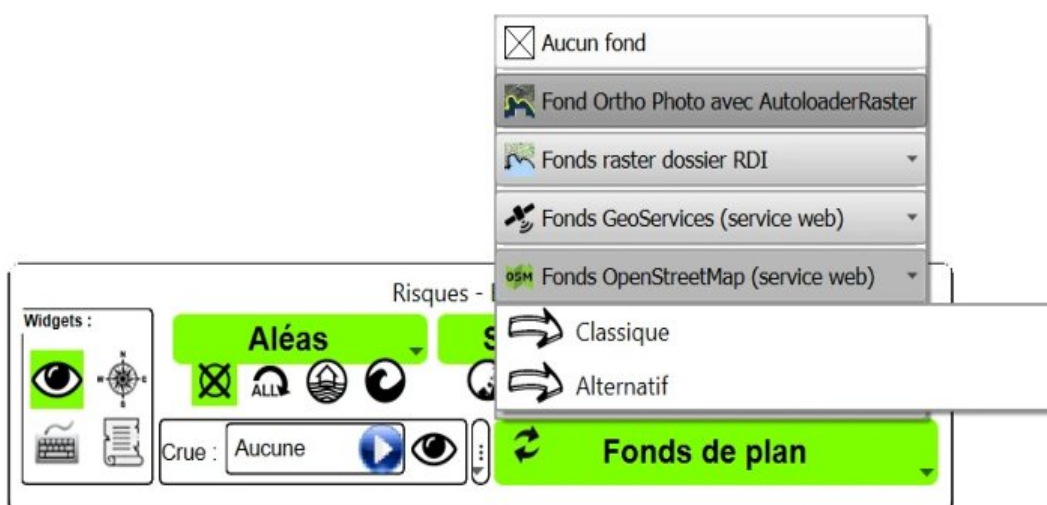 Aucun fond
Fond Ortho Photo avec AutoloaderRaster
Fonds raster dossier RDI
Fonds GeoServices (service web)
OSM Fonds OpenStreetMap (service web)
Risques -
Classique
Alternatif
Widgets :
N
W E
S
Aléas
S
ALL
Crue : Aucune
Fonds de plan